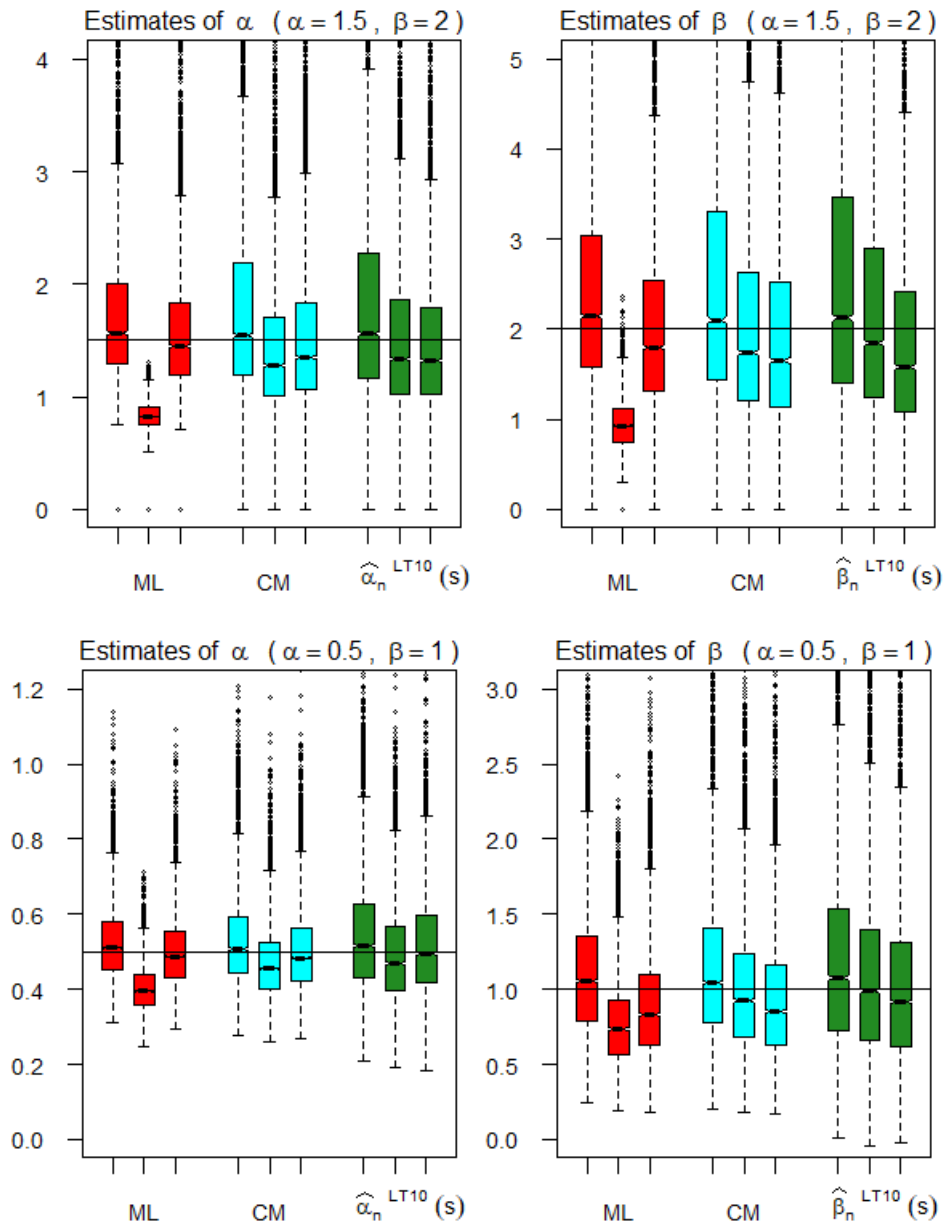 Estimates of α ( α = 1.5 , β = 2 )
4
3
2
1
0
ML
CM
α̂n LT10 (s)
Estimates of β ( α = 1.5 , β = 2 )
5
4
3
2
1
0
ML
CM
β̂n LT10 (s)
Estimates of α ( α = 0.5 , β = 1 )
1.2
1.0
0.8
0.6
0.4
0.2
0.0
ML
CM
α̂n LT10 (s)
Estimates of β ( α = 0.5 , β = 1 )
3.0
2.5
2.0
1.5
1.0
0.5
0.0
ML
CM
β̂n LT10 (s)